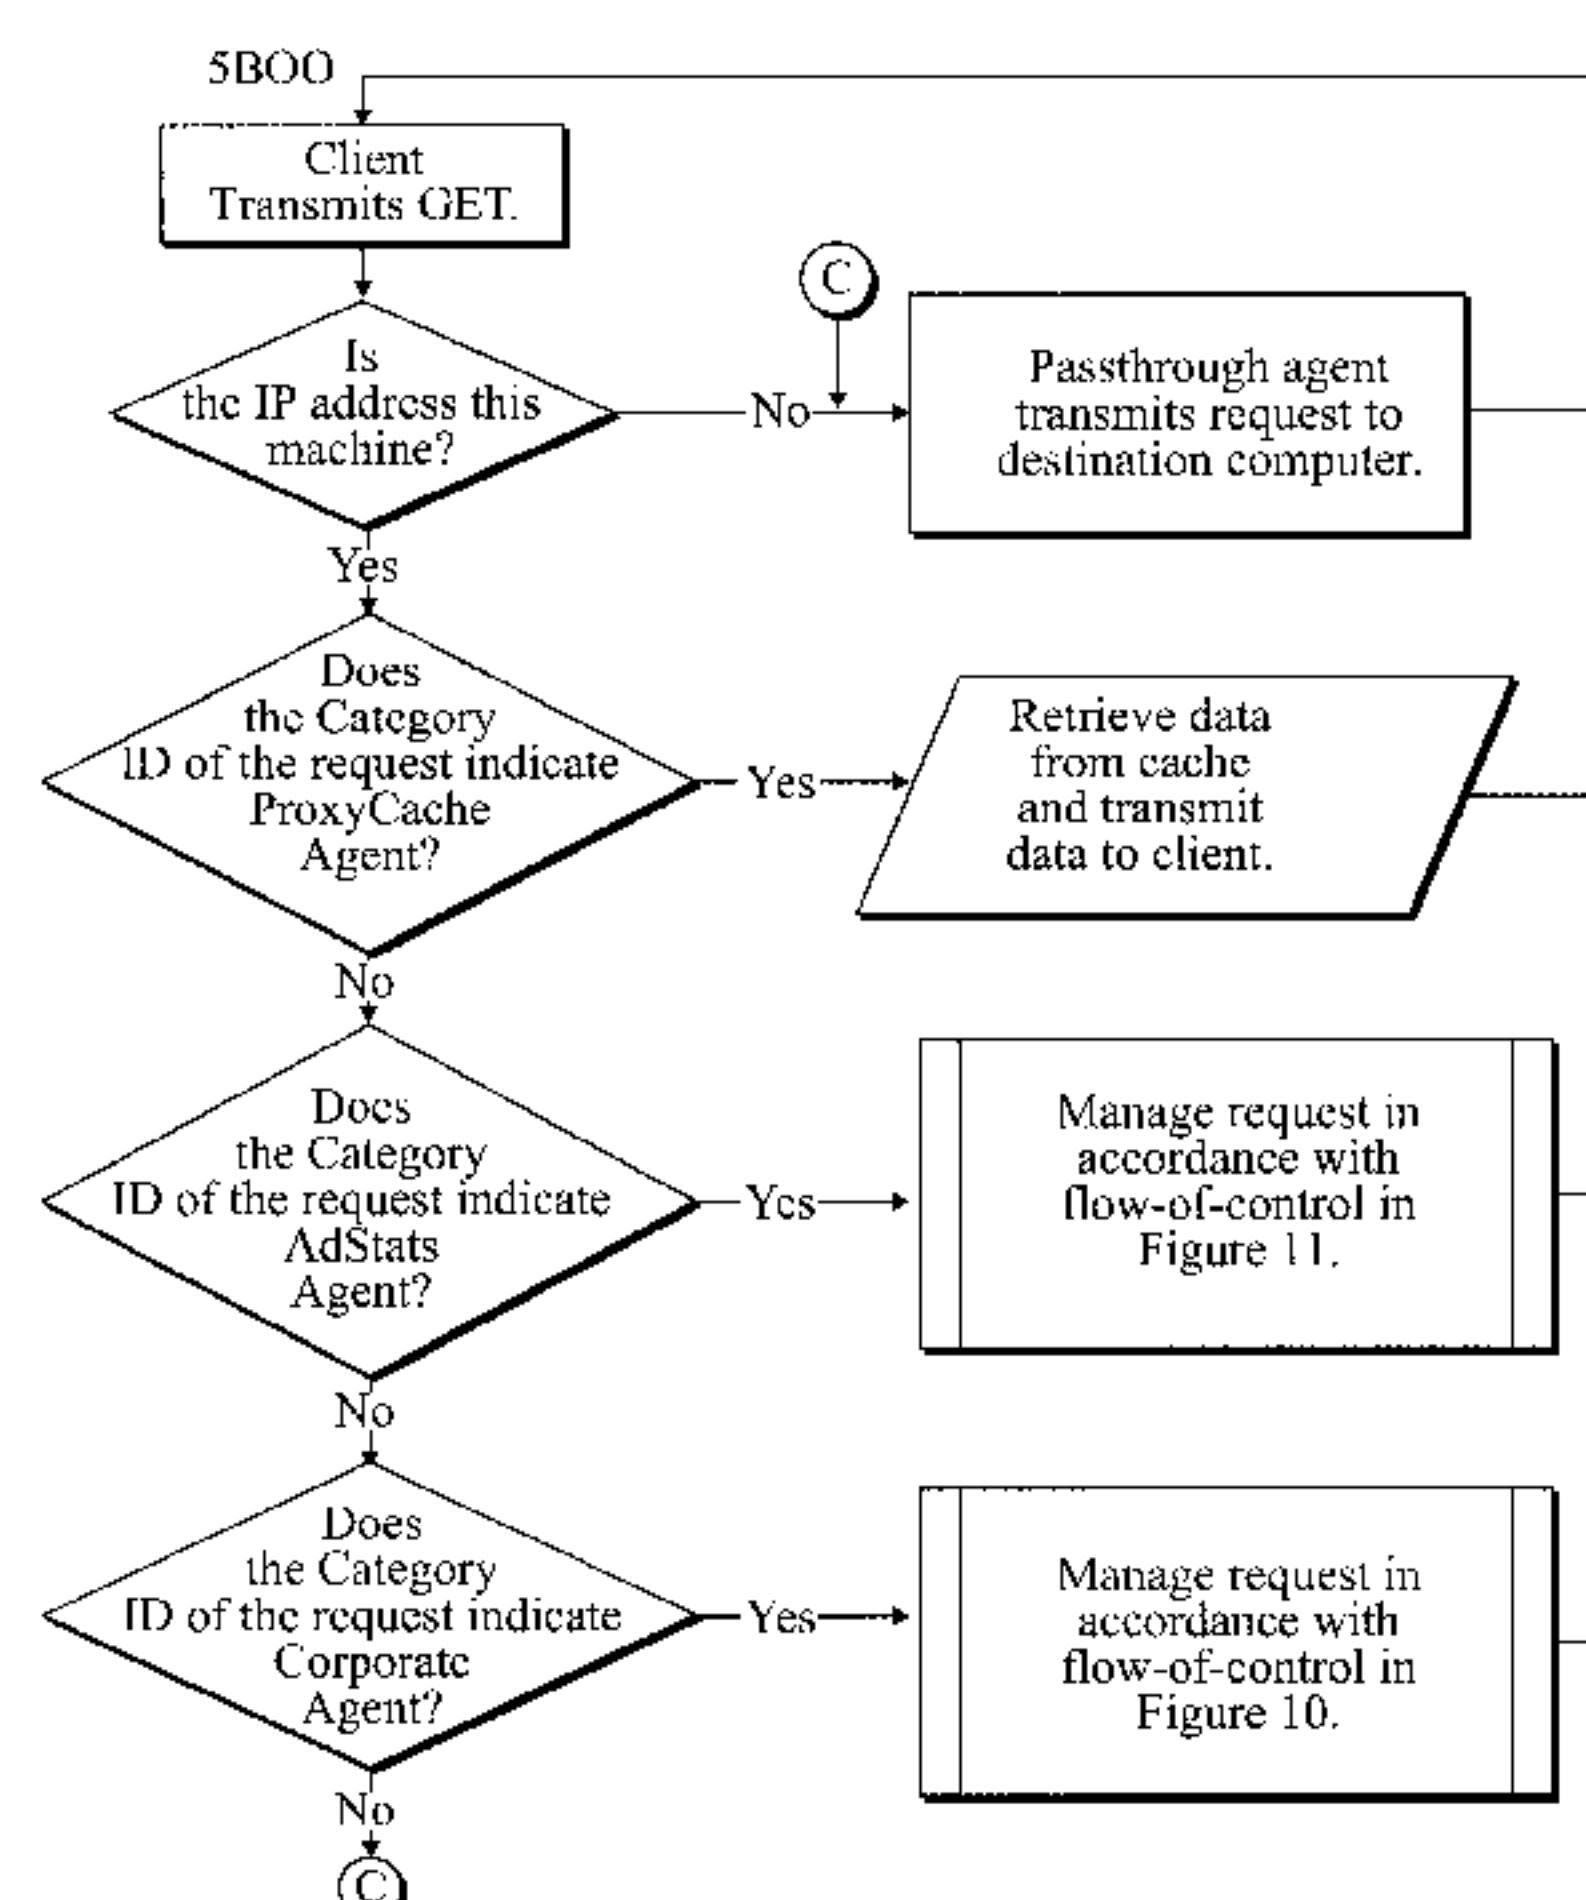 5BOO
Client
Transmits GET.
C
Is
the IP address this
machine?
No
Passthrough agent
transmits request to
destination computer.
Yes
Does
the Category
ID of the request indicate
ProxyCache
Agent?
Yes
Retrieve data
from cache
and transmit
data to client.
No
Does
the Category
ID of the request indicate
AdStats
Agent?
Yes
Manage request in
accordance with
flow-of-control in
Figure 11.
No
Does
the Category
ID of the request indicate
Corporate
Agent?
Yes
Manage request in
accordance with
flow-of-control in
Figure 10.
No
C